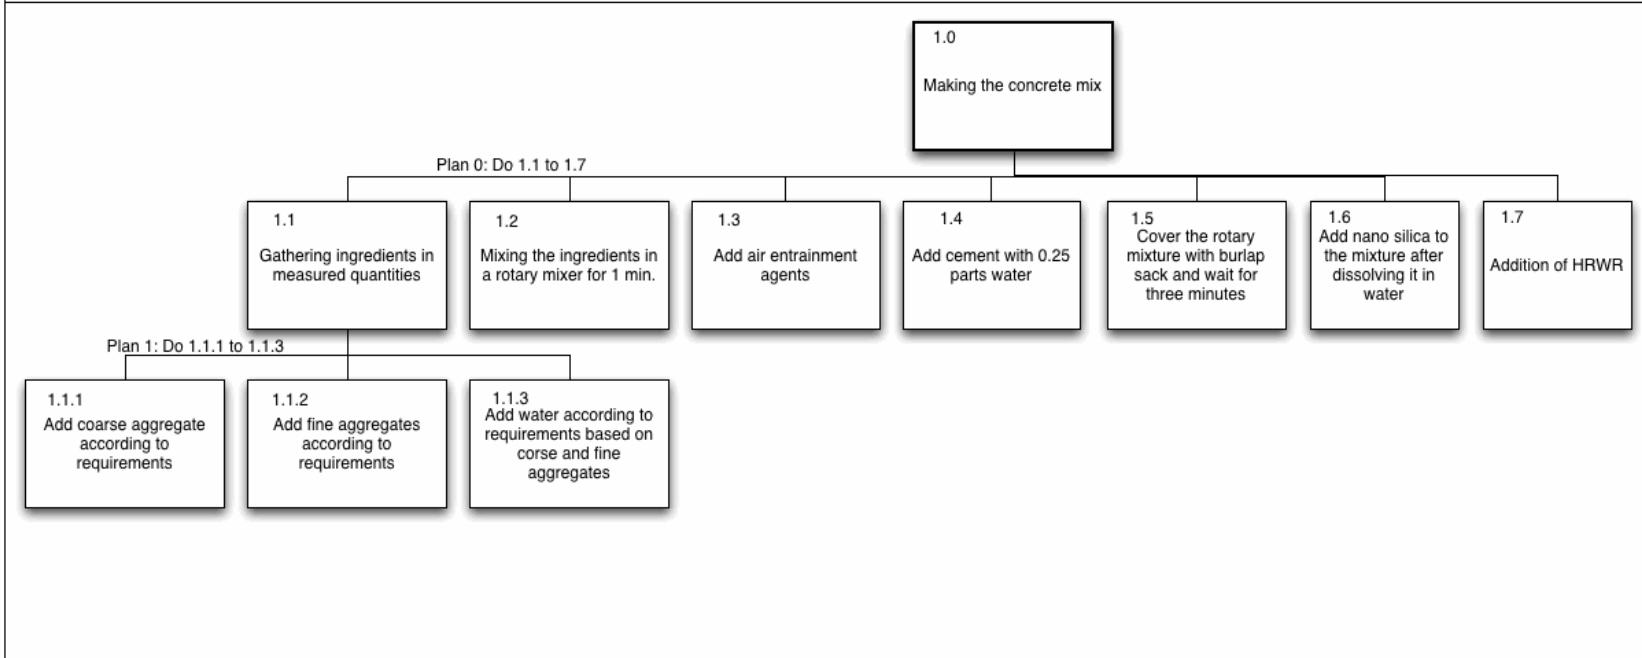 1.0
Making the concrete mix
Plan 0: Do 1.1 to 1.7
1.1
Gathering ingredients in
measured quantities
1.2
Mixing the ingredients in
a rotary mixer for 1 min.
1.3
Add air entrainment
agents
1.4
Add cement with 0.25
parts water
1.5
Cover the rotary
mixture with burlap
sack and wait for
three minutes
1.6
Add nano silica to
the mixture after
dissolving it in
water
1.7
Addition of HRWR
Plan 1: Do 1.1.1 to 1.1.3
1.1.1
Add coarse aggregate
according to
requirements
1.1.2
Add fine aggregates
according to
requirements
1.1.3
Add water according to
requirements based on
corse and fine
aggregates